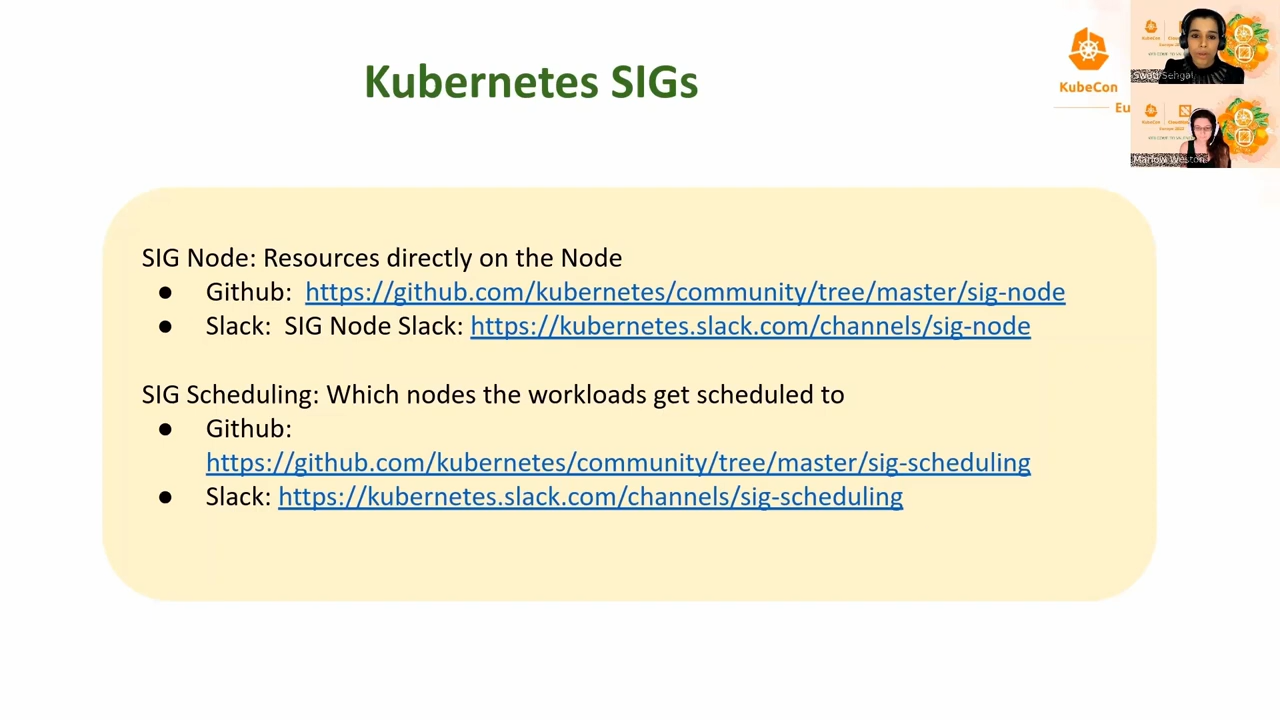 Kubernetes SIGs
KubeCon
Eu
Swati Sehgal
Marlow Weston
SIG Node: Resources directly on the Node
● Github: https://github.com/kubernetes/community/tree/master/sig-node
● Slack: SIG Node Slack: https://kubernetes.slack.com/channels/sig-node
SIG Scheduling: Which nodes the workloads get scheduled to
● Github:
https://github.com/kubernetes/community/tree/master/sig-scheduling
● Slack: https://kubernetes.slack.com/channels/sig-scheduling